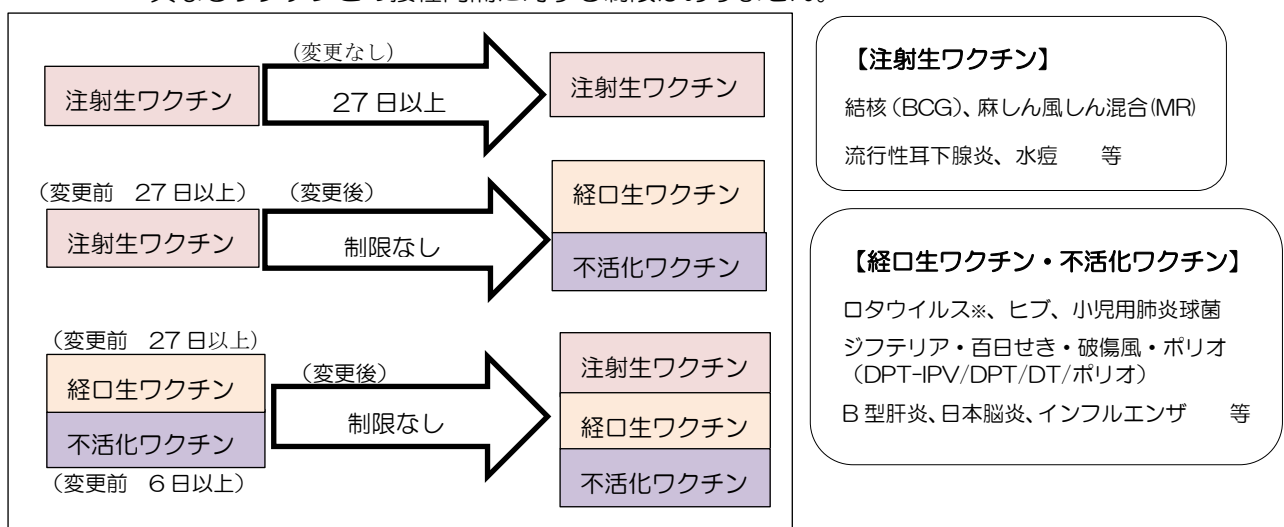 (変更なし)
注射生ワクチン
27日以上
注射生ワクチン
(変更前 27日以上)
(変更後)
注射生ワクチン
制限なし
経口生ワクチン
不活化ワクチン
(変更前 27日以上)
経口生ワクチン
不活化ワクチン
(変更前 6日以上)
(変更後)
制限なし
注射生ワクチン
経口生ワクチン
不活化ワクチン
【注射生ワクチン】
結核(BCG)、麻しん風しん混合(MR)
流行性耳下腺炎、水痘 等
【経口生ワクチン・不活化ワクチン】
ロタウイルス※、ヒブ、小児用肺炎球菌
ジフテリア・百日せき・破傷風・ポリオ
(DPT-IPV/DPT/DT/ポリオ)
B型肝炎、日本脳炎、インフルエンザ 等